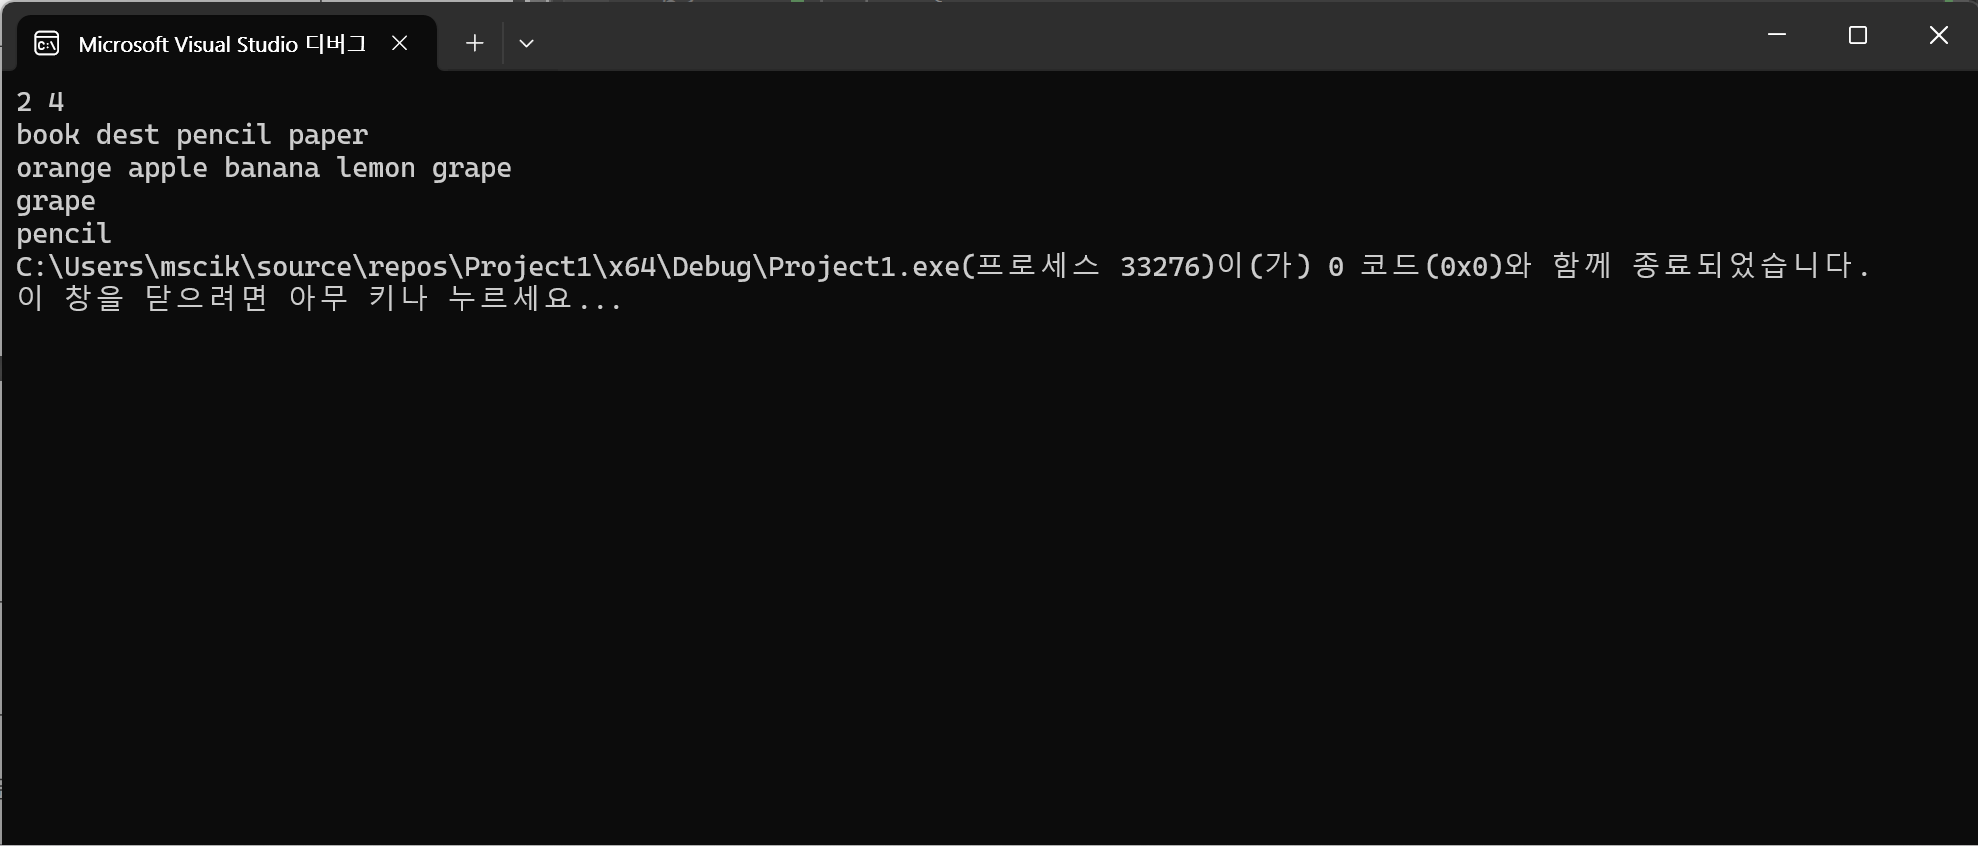 Microsoft Visual Studio 디버그
2 4
book dest pencil paper
orange apple banana lemon grape
grape
pencil
C:\Users\mscik\source\repos\Project1\x64\Debug\Project1.exe(프로세스 33276)이(가) 0 코드(0x0)와 함께 종료되었습니다.
이 창을 닫으려면 아무 키나 누르세요...